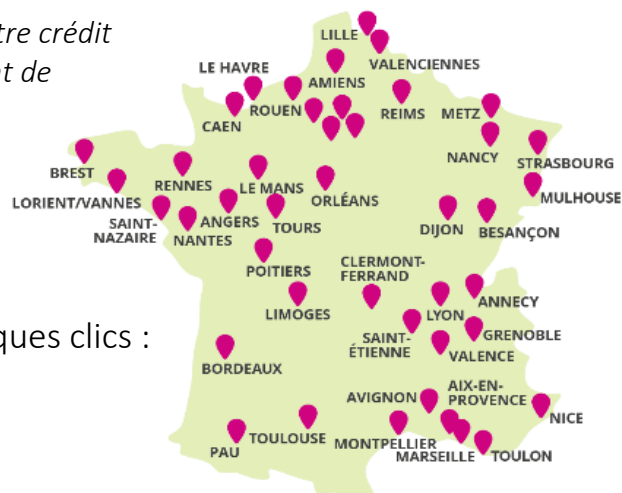 tre crédit
nt de
ques clics :
LILLE
VALENCIENNES
LE HAVRE
AMIENS
ROUEN
REIMS
METZ
CAEN
NANCY
STRASBOURG
BREST
RENNES
LE MANS
ORLÉANS
MULHOUSE
LORIENT/VANNES
ANGERS
TOURS
DIJON
BESANÇON
SAINT-
NAZAIRE
NANTES
POITIERS
CLERMONT-
FERRAND
ANNECY
LIMOGES
LYON
SAINT-
ÉTIENNE
GRENOBLE
VALENCE
BORDEAUX
AVIGNON
AIX-EN-
PROVENCE
NICE
PAU
TOULOUSE
MONTPELLIER
MARSEILLE
TOULON